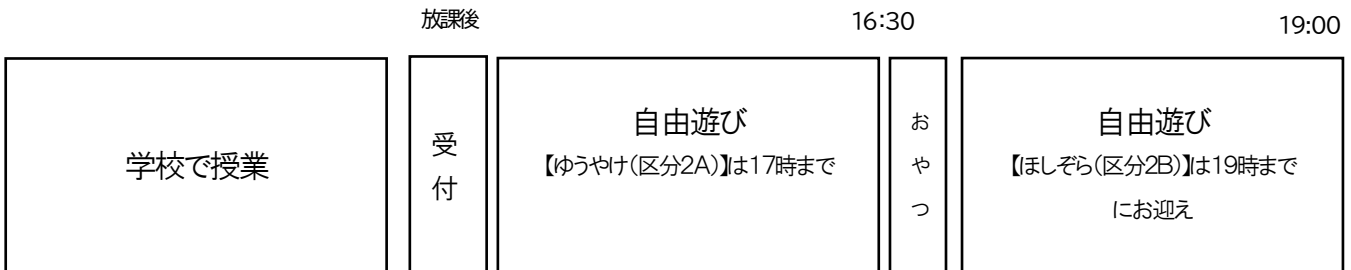 放課後
16:30
19:00
学校で授業
受付
自由遊び
【ゆうやけ(区分2A)】は17時まで
おやつ
自由遊び
【ほしぞら(区分2B)】は19時まで
にお迎え